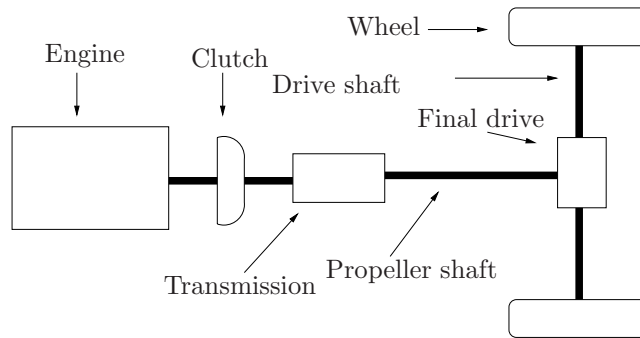 Wheel
Engine
Clutch
Drive shaft
Final drive
Propeller shaft
Transmission